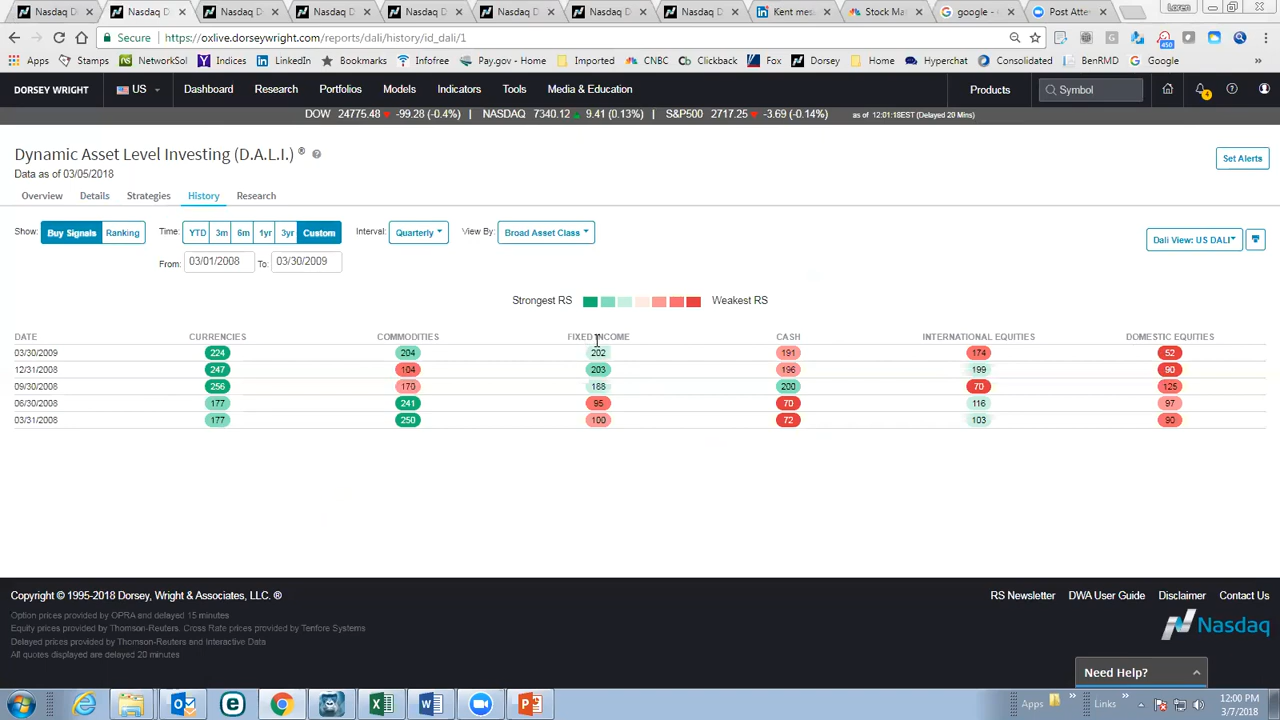 Nasdaq D
Nasdaq D
Nasdaq D
Nasdaq D
Nasdaq D
Nasdaq D
Nasdaq D
Nasdaq
Kent mes
Stock Ma
google - 
Post Atte
Loren
Secure https://oxlive.dorseywright.com/reports/dali/history/id_dali/1
450
Apps Stamps NetworkSol Indices LinkedIn Bookmarks Infofree Pay.gov - Home Amportal CNBC Clickback Fox Dorsey Home Hyperchat Consolidated BenRMD Google
DORSEY WRIGHT US Dashboard Research Portfolios Models Indicators Tools Media & Education Products Symbol 4
DOW 24775.48 -99.28 (-0.4%) NASDAQ 7340.12 9.41 (0.13%) S&P500 2717.25 -3.69 (-0.14%) as of 12:01:18EST (Delayed 20 Mins)
Dynamic Asset Level Investing (D.A.L.I.) ® ?
Set Alerts
Data as of 03/05/2018
Overview Details Strategies History Research
Show: Buy Signals Ranking Time: YTD 3m 6m 1yr 3yr Custom Interval: Quarterly View By: Broad Asset Class
Dali View: US DALI
From: 03/01/2008 To: 03/30/2009
Strongest RS Weakest RS
DATE CURRENCIES COMMODITIES FIXED INCOME CASH INTERNATIONAL EQUITIES DOMESTIC EQUITIES
03/30/2009 224 204 202 191 174 52
12/31/2008 247 104 203 196 199 90
09/30/2008 256 170 188 200 70 125
06/30/2008 177 241 95 70 116 97
03/31/2008 177 250 100 72 103 90
Copyright © 1995-2018 Dorsey, Wright & Associates, LLC. ®
RS Newsletter DWA User Guide Disclaimer Contact Us
Option prices provided by OPRA and delayed 15 minutes
Equity prices provided by Thomson-Reuters. Cross Rate prices provided by Tenfore Systems
Delayed prices provided by Thomson-Reuters and Interactive Data
All quotes displayed are delayed 20 minutes
Nasdaq
Need Help?
Apps » Links »
12:00 PM
3/7/2018